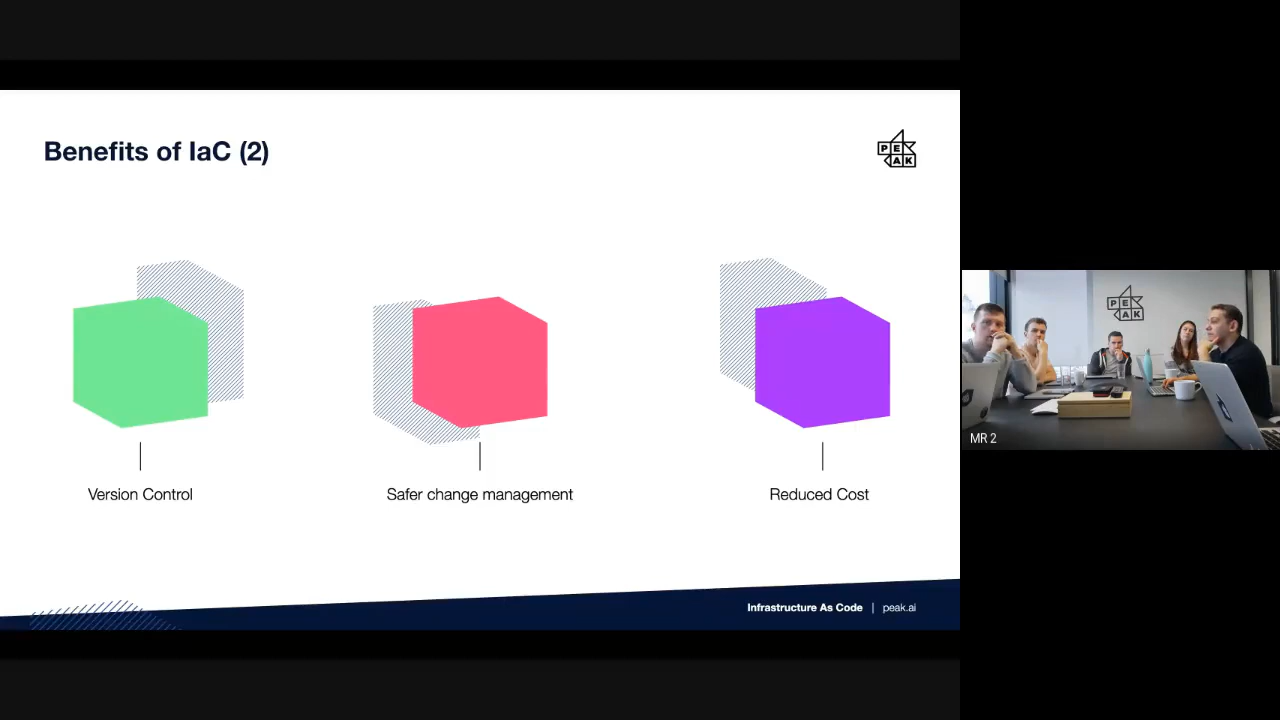 Benefits of IaC (2)
PE
AK
Version Control
Safer change management
Reduced Cost
Infrastructure As Code | peak.ai
PE
AK
MR 2